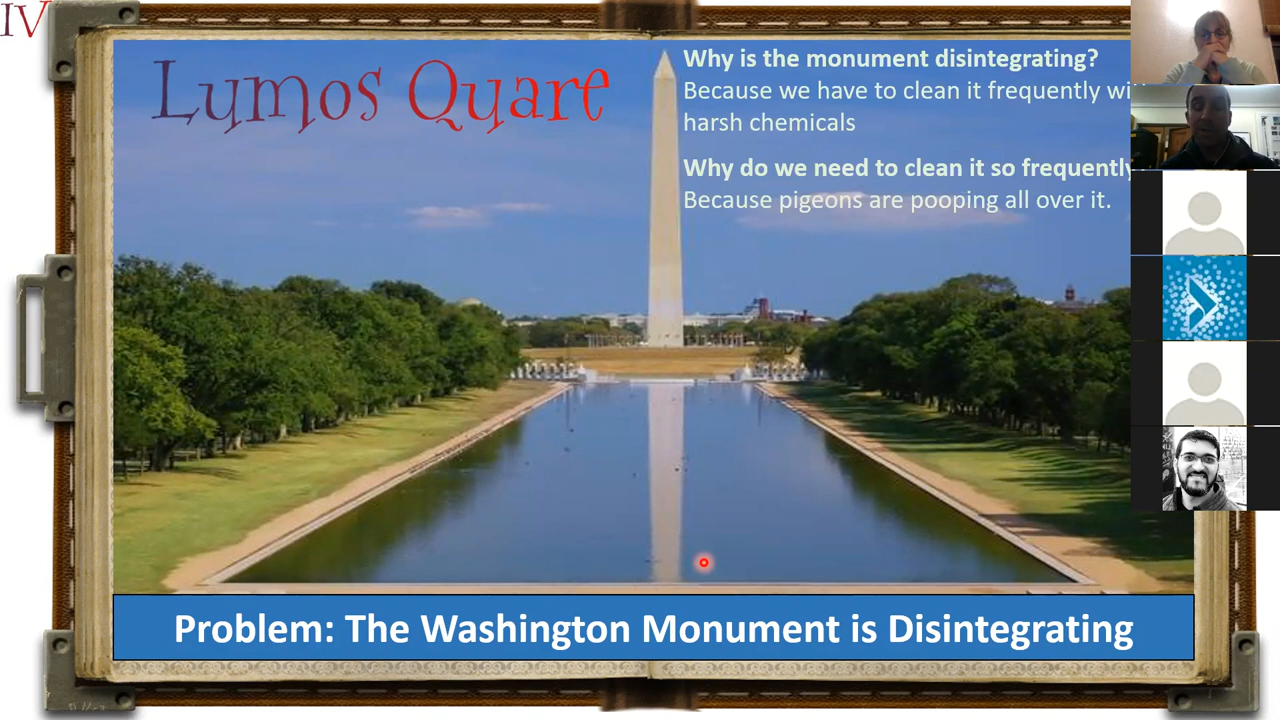 IV
Lumos Quare
Why is the monument disintegrating?
Because we have to clean it frequently
harsh chemicals
Why do we need to clean it so frequently
Because pigeons are pooping all over it.
Problem: The Washington Monument is Disintegrating